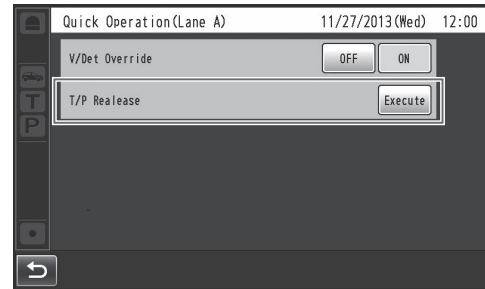 Quick Operation(Lane A) 11/27/2013(Wed) 12:00
V/Det Override OFF ON
T/P Realease Execute
T
P